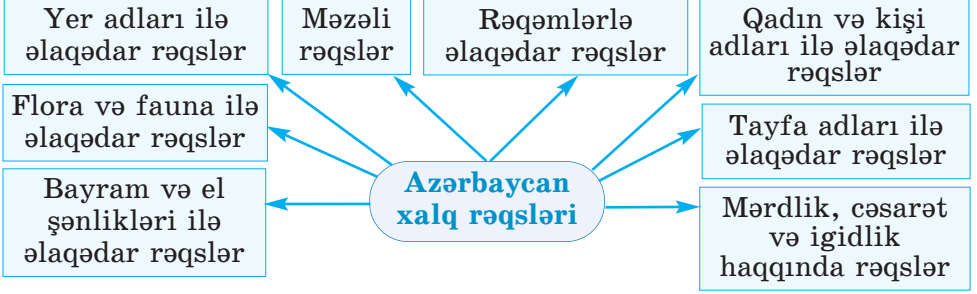 Yer adları ilə
əlaqədar rəqslər
Məzəli
rəqslər
Rəqəmlərlə
əlaqədar rəqslər
Qadın və kişi
adları ilə əlaqədar
rəqslər
Flora və fauna ilə
əlaqədar rəqslər
Tayfa adları ilə
əlaqədar rəqslər
Bayram və el
şənlikləri ilə
əlaqədar rəqslər
Azərbaycan
xalq rəqsləri
Mərdlik, cəsarət
və igidlik
haqqında rəqslər